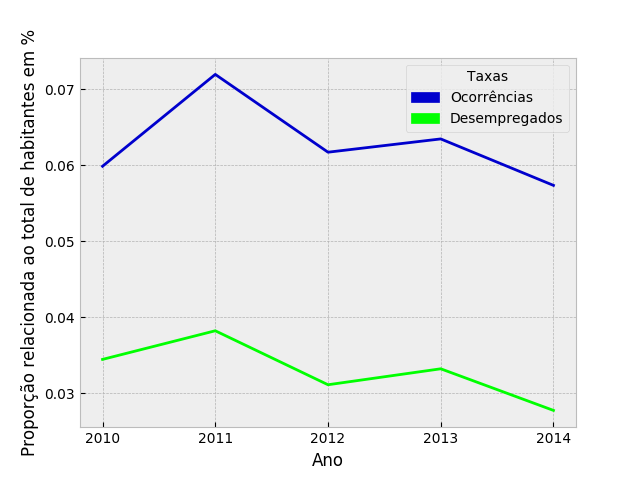 Proporção relacionada ao total de habitantes em %
0.07
0.06
0.05
0.04
0.03
Taxas
Ocorrências
Desempregados
2010 2011 2012 2013 2014
Ano